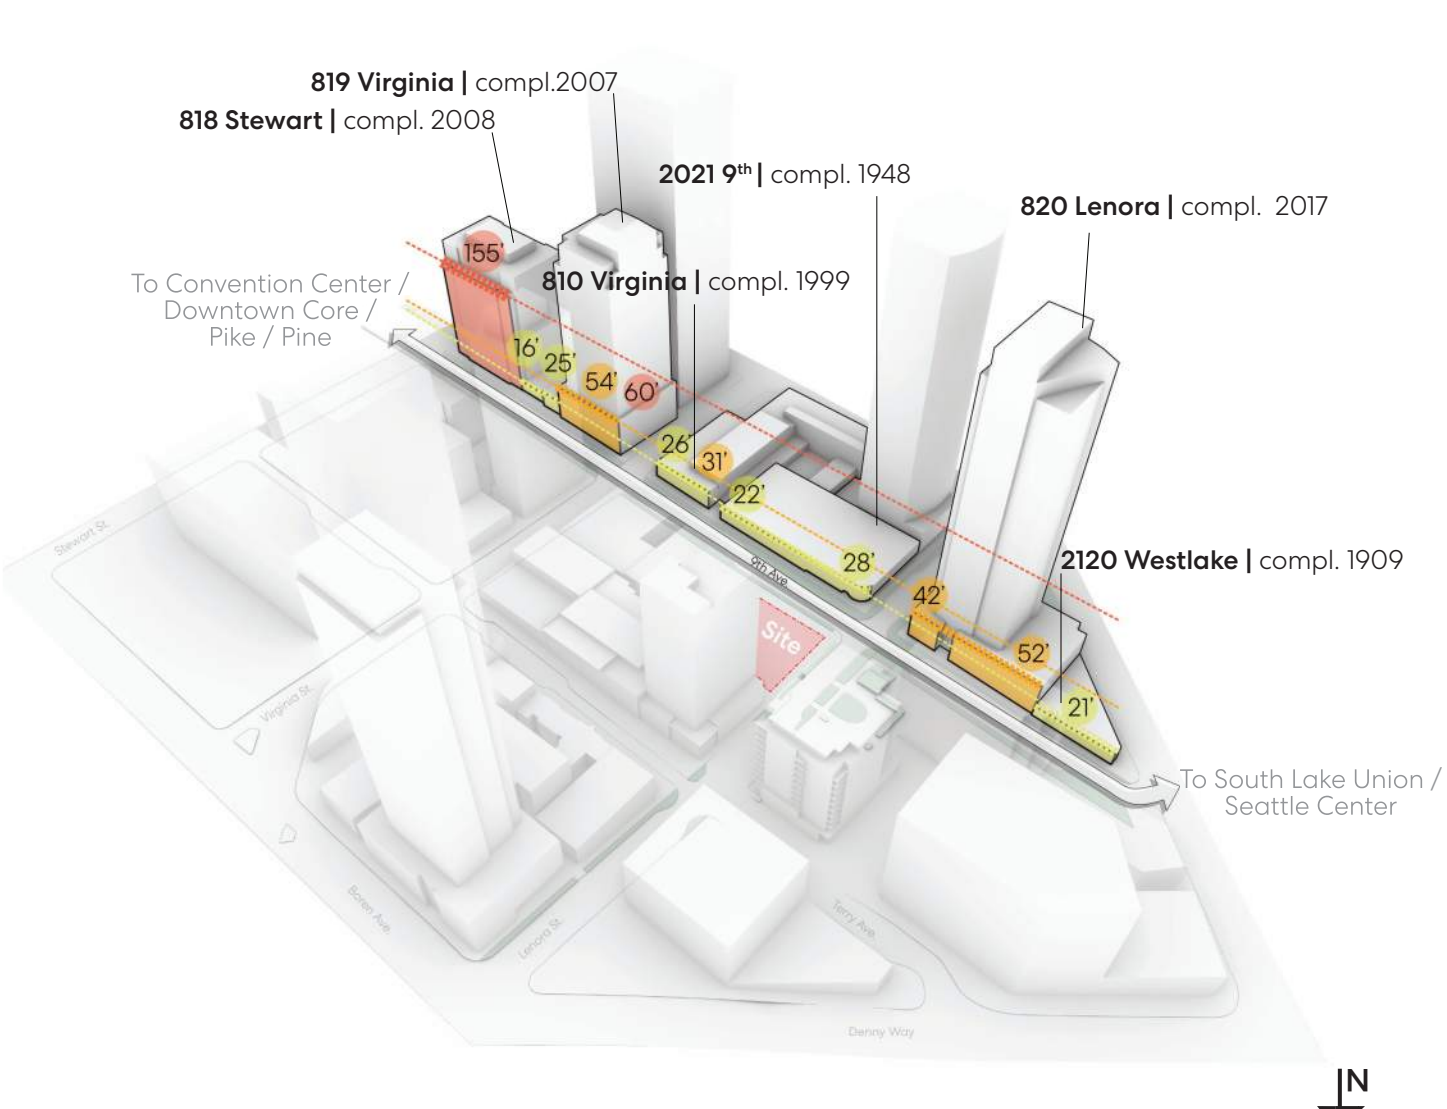 819 Virginia | compl.2007
818 Stewart | compl. 2008
2021 9th | compl. 1948
820 Lenora | compl. 2017
155'
To Convention Center /
Downtown Core /
Pike / Pine
810 Virginia | compl. 1999
16'
25'
54'
60'
26'
31'
22'
28'
9th Ave.
42'
2120 Westlake | compl. 1909
Stewart St.
Site
52'
21'
Virginia St.
To South Lake Union /
Seattle Center
Boren Ave.
Lenora St.
Terry Ave.
Denny Way
N